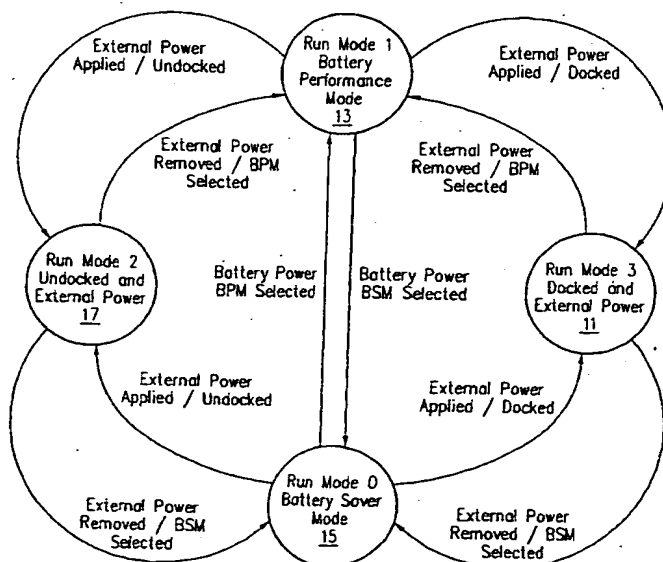 Run Mode 1
Battery
Performance
Mode
13
External Power
Applied / Undocked
External Power
Applied / Docked
External Power
Removed / BPM
Selected
External Power
Removed / BPM
Selected
Run Mode 2
Undocked and
External Power
17
Battery Power
BPM Selected
Battery Power
BSM Selected
Run Mode 3
Docked and
External Power
11
External Power
Applied / Undocked
External Power
Applied / Docked
Run Mode 0
Battery Saver
Mode
15
External Power
Removed / BSM
Selected
External Power
Removed / BSM
Selected